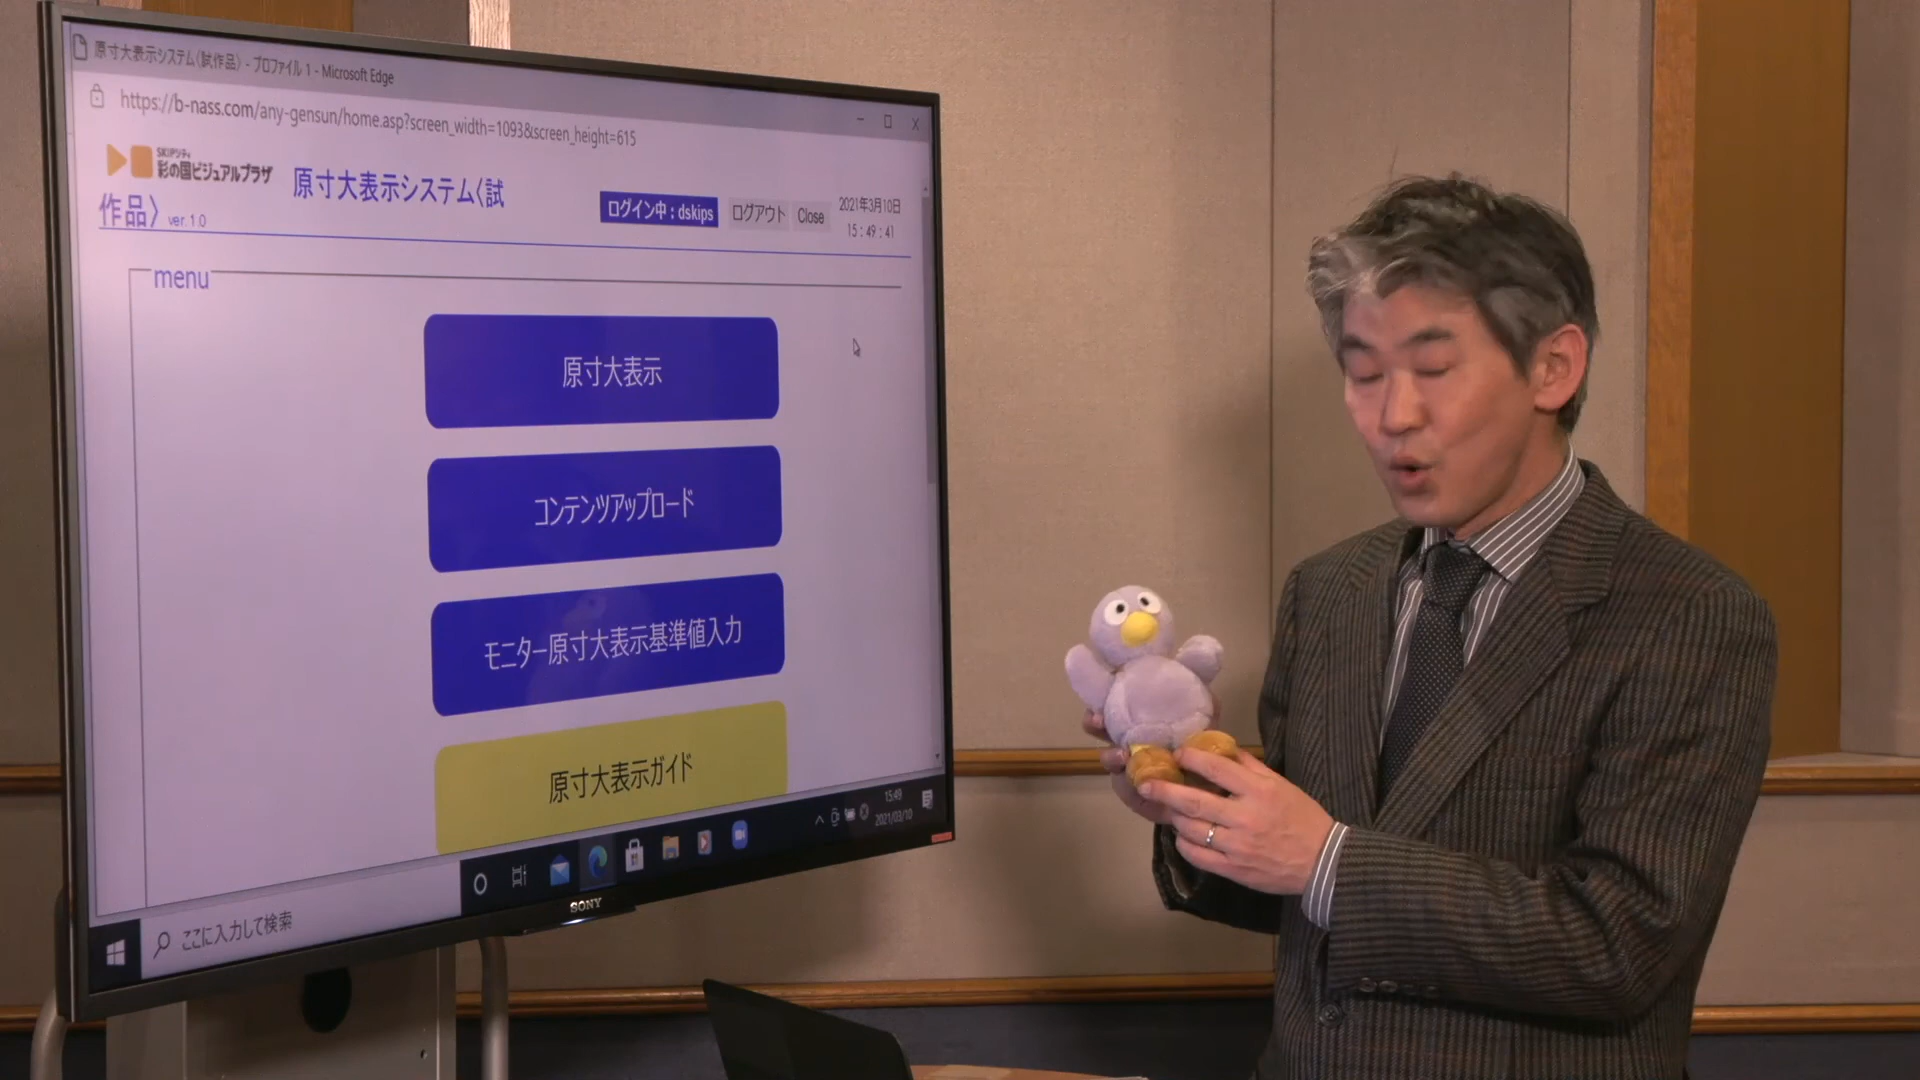 原寸大表示システム〈試作品〉 - プロファイル 1 - Microsoft Edge
https://b-nass.com/any-gensun/home.asp?screen_width=1093&screen_height=615
SKIPシティ
彩の国ビジュアルプラザ
原寸大表示システム〈試
作品〉 ver.1.0
ログイン中 : dskips
ログアウト
Close
2021年3月10日
15 : 49 : 41
menu
原寸大表示
コンテンツアップロード
モニター原寸大表示基準値入力
原寸大表示ガイド
15:49
2021/03/10
ここに入力して検索
SONY